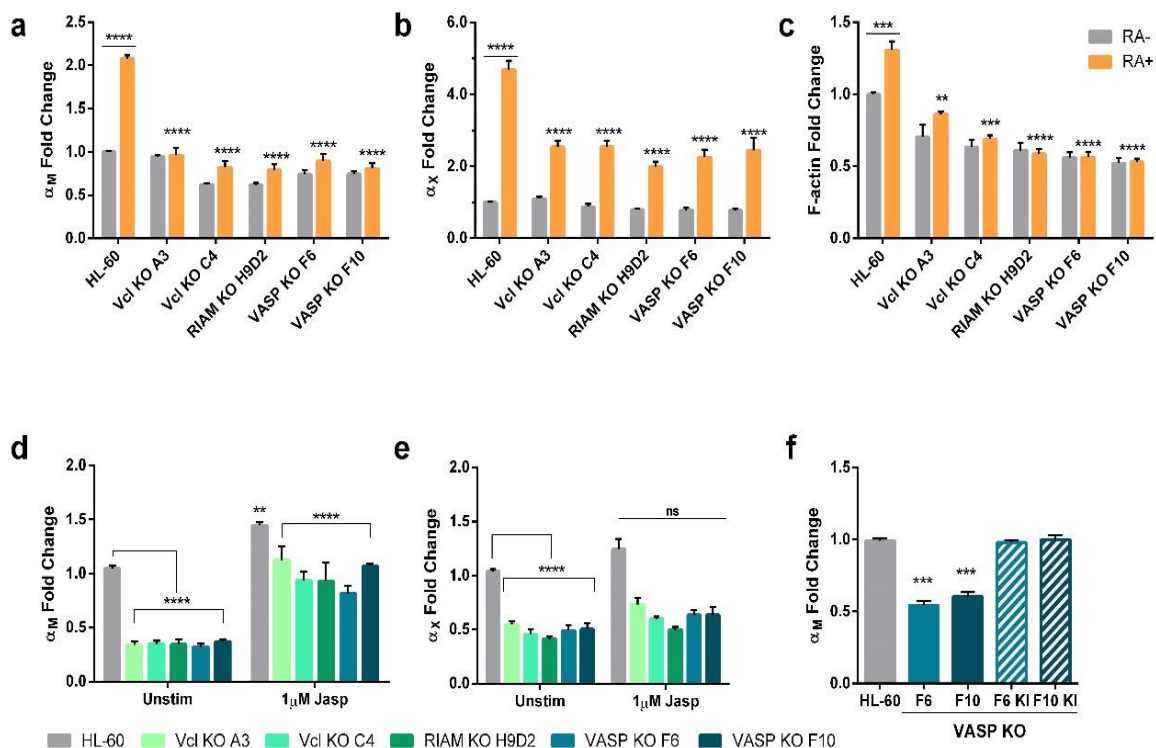 a
αM Fold Change
2.5
2.0
1.5
1.0
0.5
0.0
****
****
****
****
****
****
HL-60
Vcl KO A3
Vcl KO C4
RIAM KO H9D2
VASP KO F6
VASP KO F10
b
αX Fold Change
6.0
4.0
2.0
0.0
****
****
****
****
****
****
HL-60
Vcl KO A3
Vcl KO C4
RIAM KO H9D2
VASP KO F6
VASP KO F10
c
F-actin Fold Change
1.5
1.0
0.5
0.0
***
**
***
****
****
****
RA-
RA+
HL-60
Vcl KO A3
Vcl KO C4
RIAM KO H9D2
VASP KO F6
VASP KO F10
d
αM Fold Change
2.0
1.5
1.0
0.5
0.0
****
**
****
Unstim
1μM Jasp
e
αX Fold Change
2.0
1.5
1.0
0.5
0.0
****
ns
Unstim
1μM Jasp
f
αM Fold Change
1.5
1.0
0.5
0.0
***
***
HL-60 F6 F10 F6 KI F10 KI
VASP KO
HL-60 Vcl KO A3 Vcl KO C4 RIAM KO H9D2 VASP KO F6 VASP KO F10